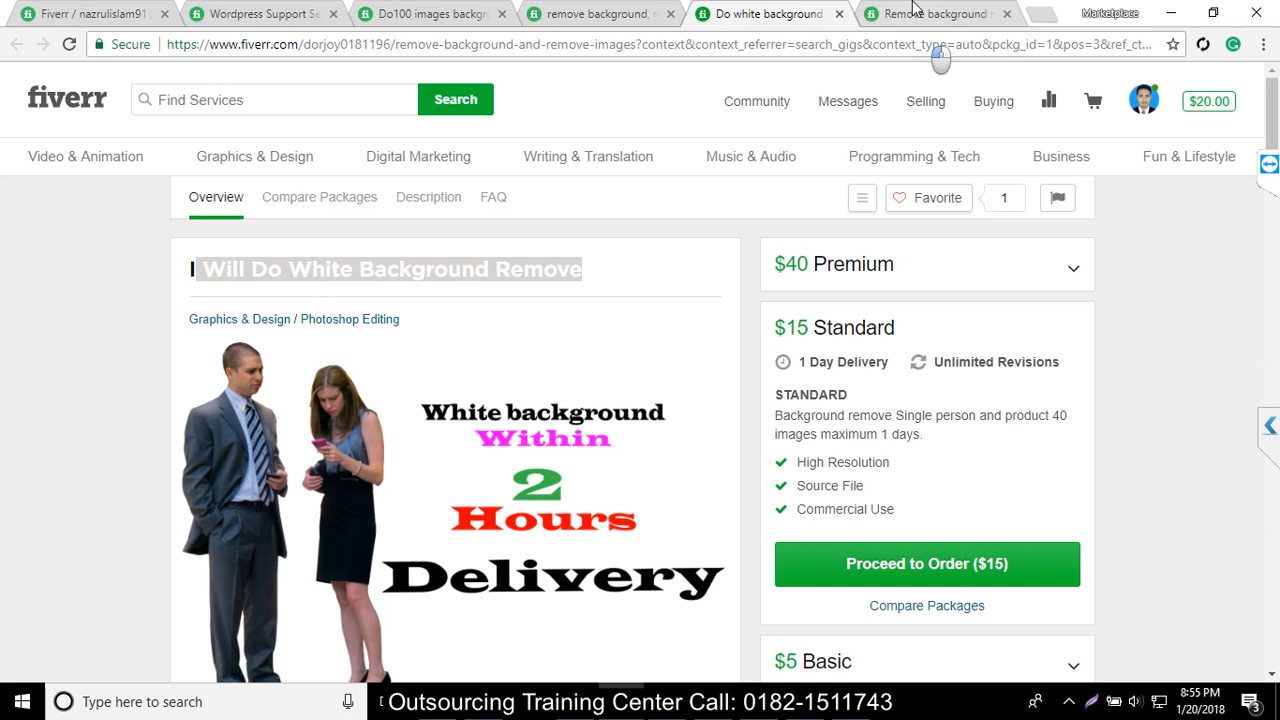 Fiverr / nazrulislam91
Wordpress Support Se
Do100 images backgr
remove background, r
Do white background
Remove background r
Marketplace
Secure
https://www.fiverr.com/dorjoy0181196/remove-background-and-remove-images?context&context_referrer=search_gigs&context_type=auto&pckg_id=1&pos=3&ref_ct...
fiverr
Find Services
Search
Community
Messages
Selling
Buying
$20.00
Video & Animation
Graphics & Design
Digital Marketing
Writing & Translation
Music & Audio
Programming & Tech
Business
Fun & Lifestyle
Overview
Compare Packages
Description
FAQ
Favorite
1
I Will Do White Background Remove
Graphics & Design / Photoshop Editing
White background
Within
2
Hours
Delivery
$40 Premium
$15 Standard
1 Day Delivery
Unlimited Revisions
STANDARD
Background remove Single person and product 40
images maximum 1 days.
High Resolution
Source File
Commercial Use
Proceed to Order ($15)
Compare Packages
$5 Basic
Type here to search
Outsourcing Training Center Call: 0182-1511743
8:55 PM
1/20/2018
3